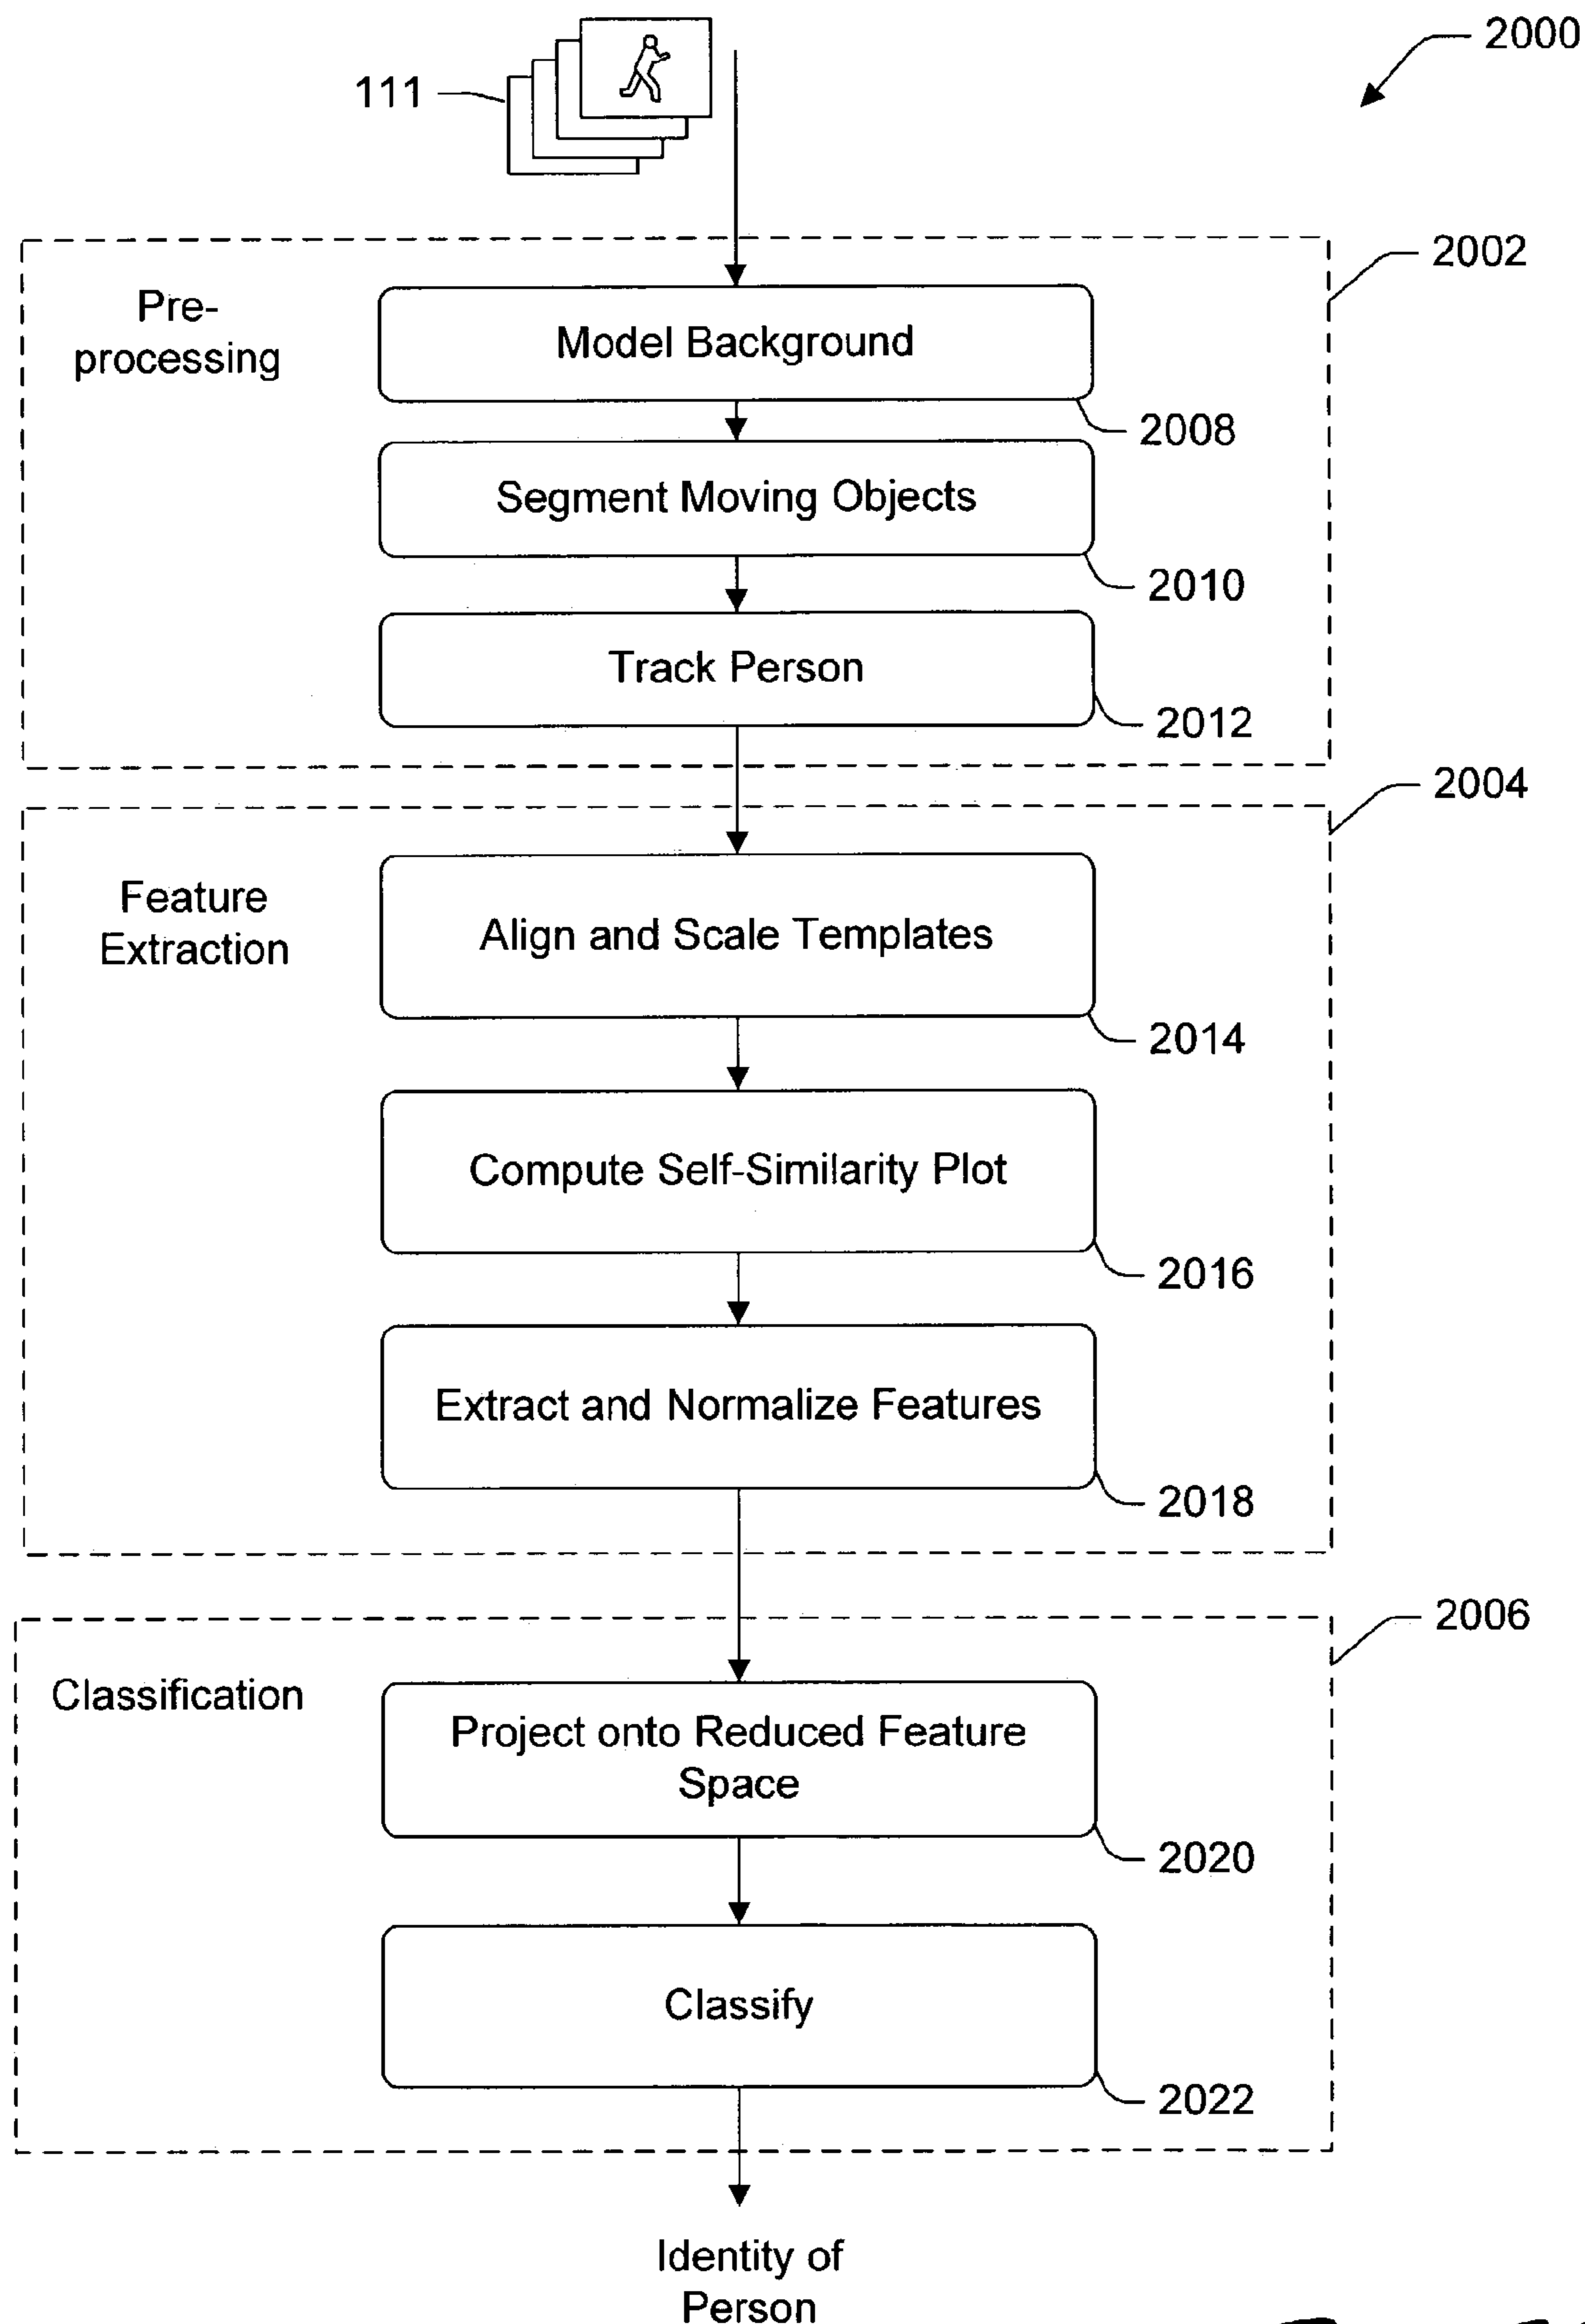 2000
111
2002
Pre-
processing
Model Background
2008
Segment Moving Objects
2010
Track Person
2012
2004
Feature
Extraction
Align and Scale Templates
2014
Compute Self-Similarity Plot
2016
Extract and Normalize Features
2018
2006
Classification
Project onto Reduced Feature
Space
2020
Classify
2022
Identity of
Person